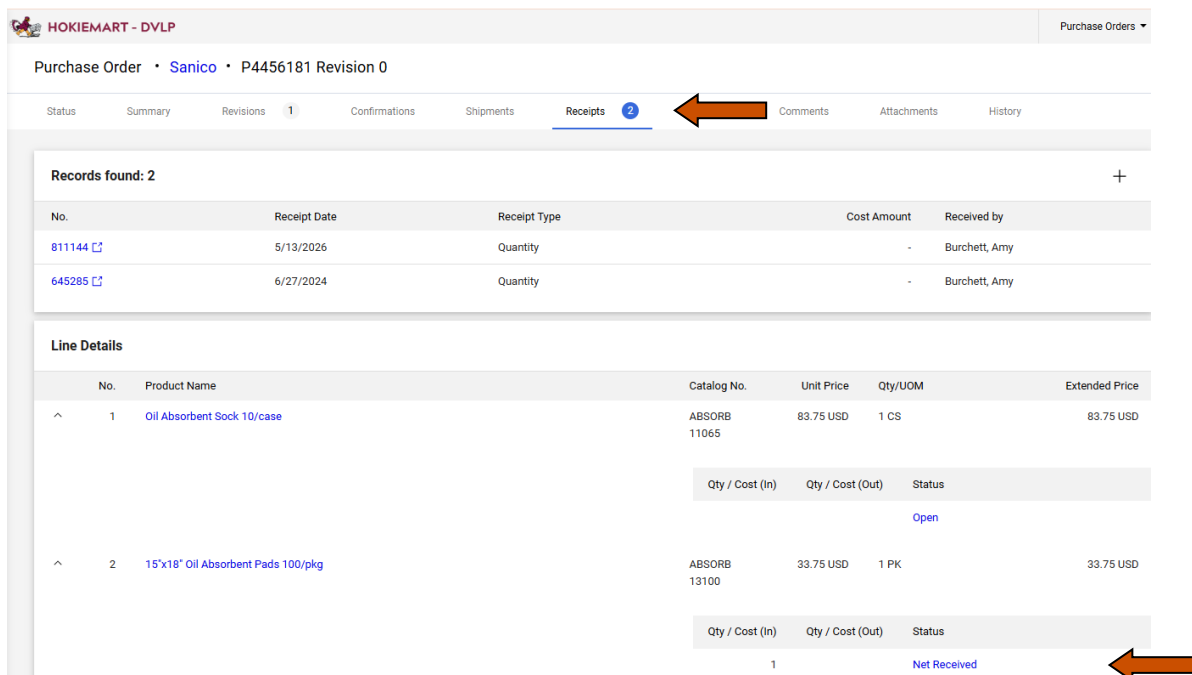 HOKIEMART - DVLP Purchase Orders
Purchase Order • Sanico • P4456181 Revision 0
Status Summary Revisions 1 Confirmations Shipments Receipts 2 Comments Attachments History
Records found: 2 +
No. Receipt Date Receipt Type Cost Amount Received by
811144 5/13/2026 Quantity - Burchett, Amy
645285 6/27/2024 Quantity - Burchett, Amy
Line Details
No. Product Name Catalog No. Unit Price Qty/UOM Extended Price
1 Oil Absorbent Sock 10/case ABSORB 83.75 USD 1 CS 83.75 USD
11065
Qty / Cost (In) Qty / Cost (Out) Status
Open
2 15"x18" Oil Absorbent Pads 100/pkg ABSORB 33.75 USD 1 PK 33.75 USD
13100
Qty / Cost (In) Qty / Cost (Out) Status
1 Net Received